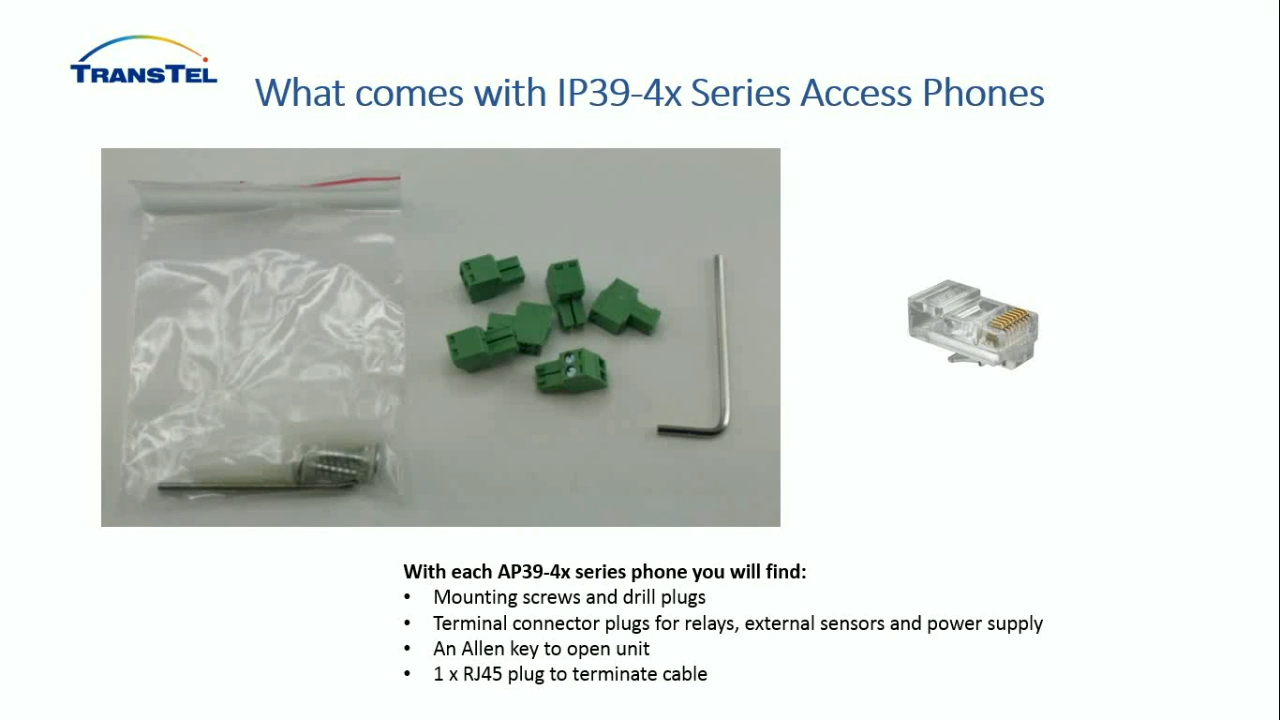 TRANSTEL
What comes with IP39-4x Series Access Phones
With each AP39-4x series phone you will find:
• Mounting screws and drill plugs
• Terminal connector plugs for relays, external sensors and power supply
• An Allen key to open unit
• 1 x RJ45 plug to terminate cable